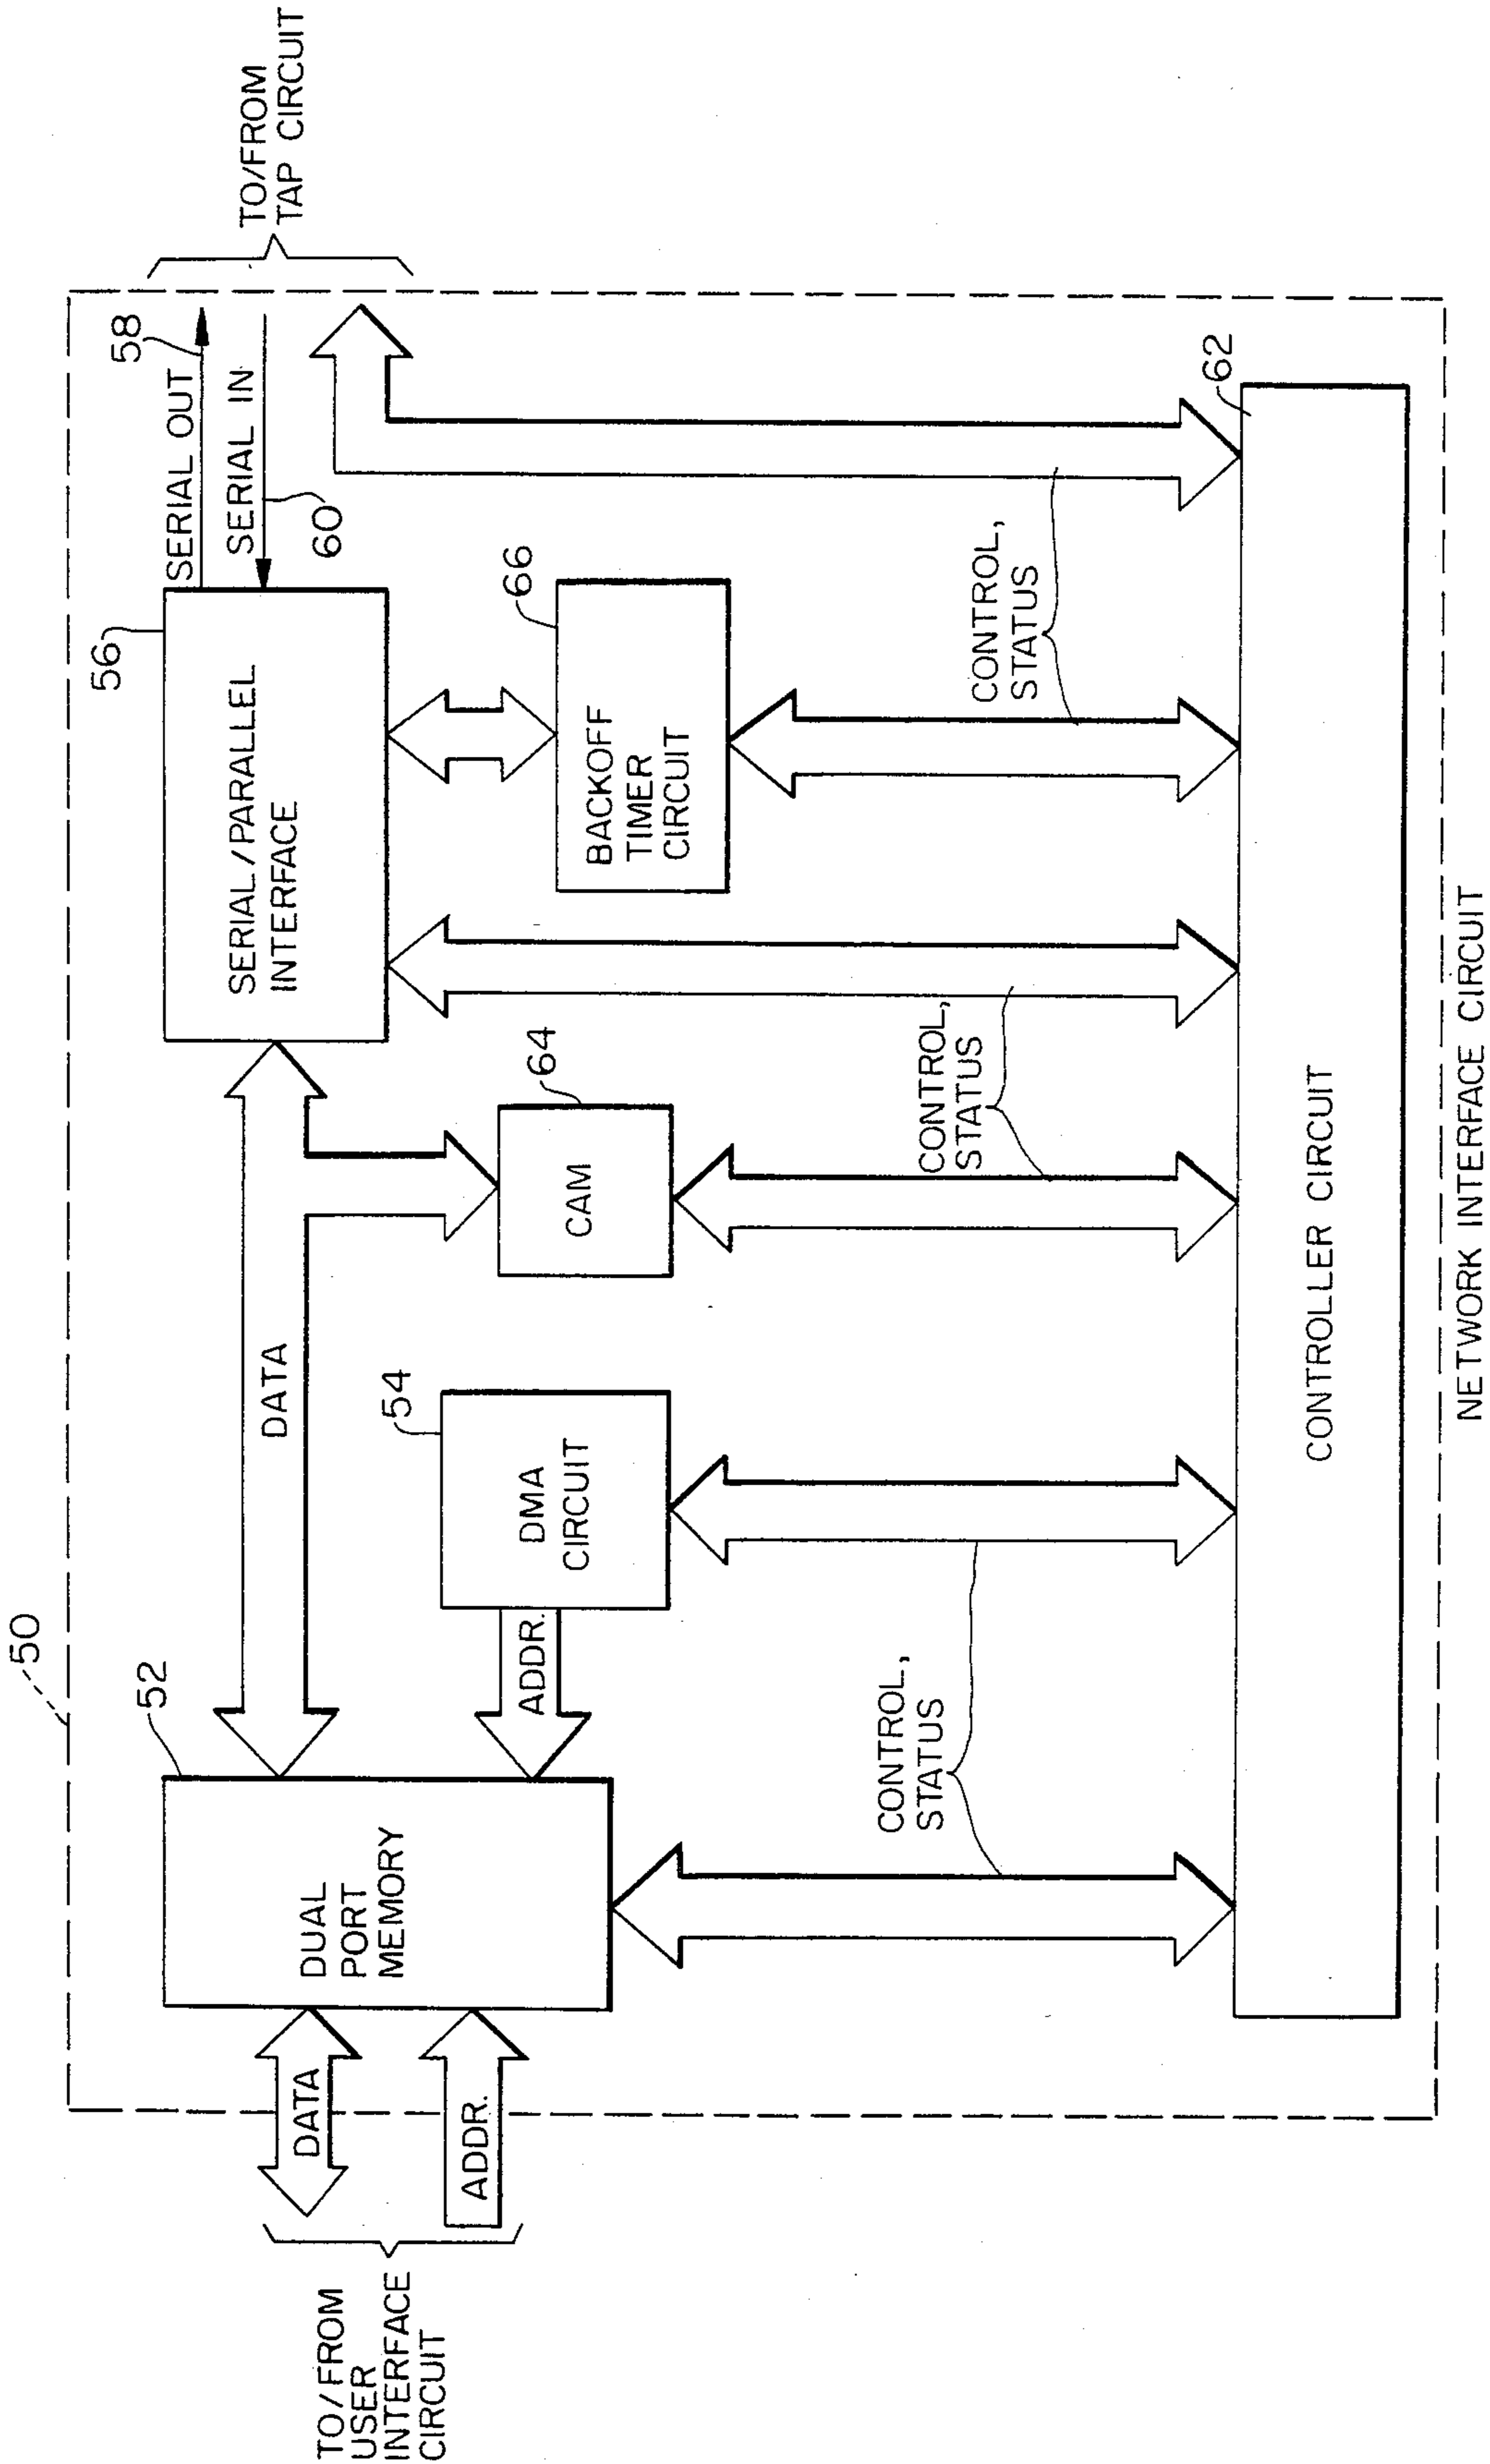 50
TO/FROM
USER
INTERFACE
CIRCUIT
DATA
ADDR.
52
DUAL
PORT
MEMORY
DATA
ADDR.
54
DMA
CIRCUIT
64
CAM
56
SERIAL/PARALLEL
INTERFACE
SERIAL OUT
58
SERIAL IN
60
TO/FROM
TAP CIRCUIT
66
BACKOFF
TIMER
CIRCUIT
CONTROL,
STATUS
CONTROL,
STATUS
CONTROL,
STATUS
62
CONTROLLER CIRCUIT
NETWORK INTERFACE CIRCUIT